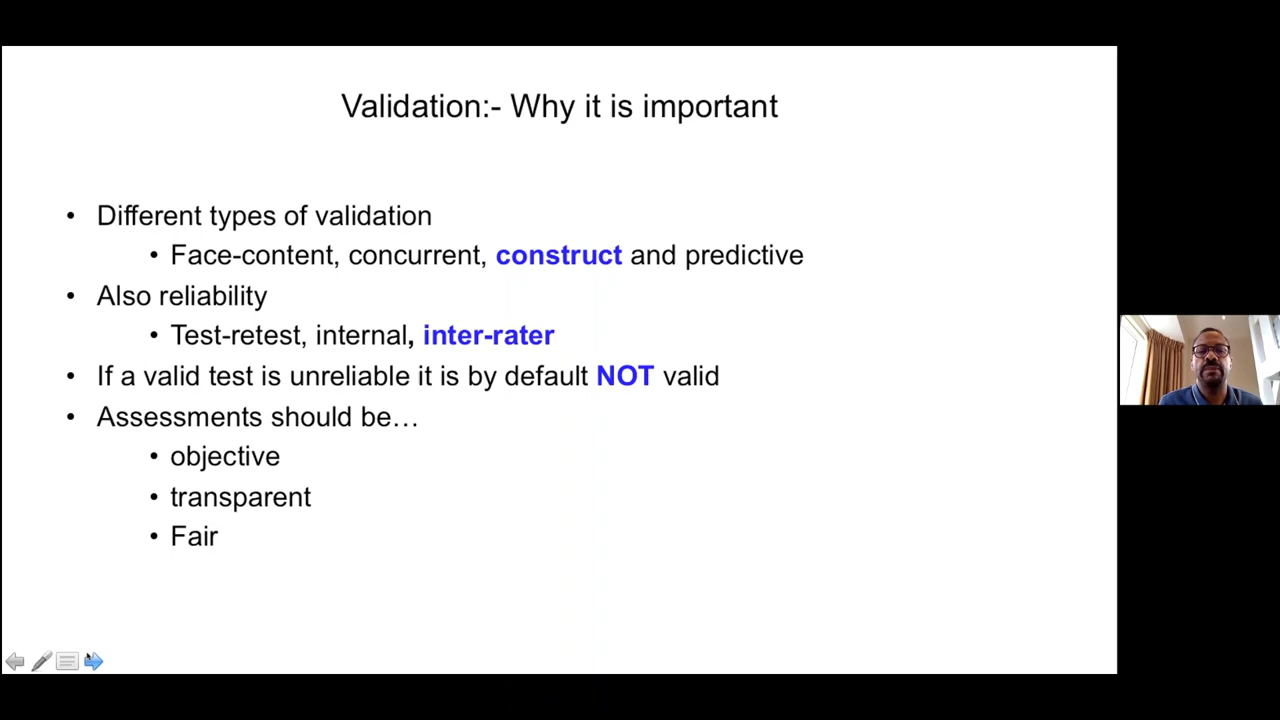 Validation:- Why it is important
• Different types of validation
• Face-content, concurrent, construct and predictive
• Also reliability
• Test-retest, internal, inter-rater
• If a valid test is unreliable it is by default NOT valid
• Assessments should be…
• objective
• transparent
• Fair